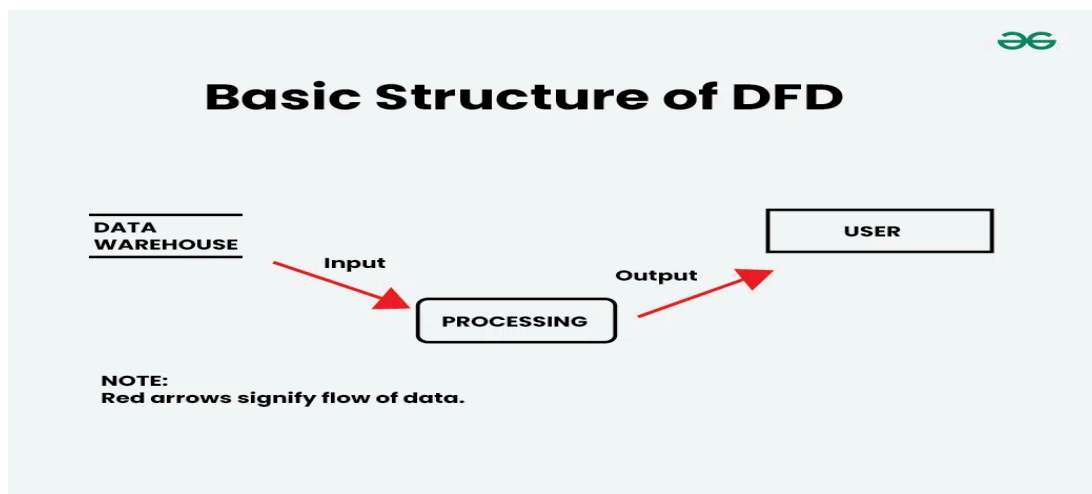 Basic Structure of DFD
DATA
WAREHOUSE
Input
PROCESSING
Output
USER
NOTE:
Red arrows signify flow of data.